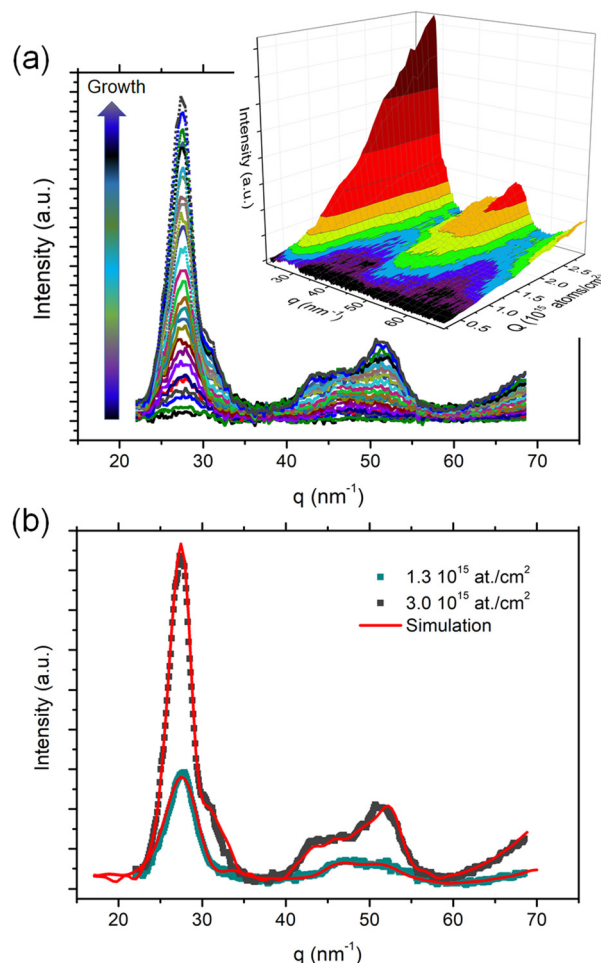 (a)
Growth
Intensity (a.u.)
20 30 40 50 60 70
q (nm⁻¹)
Intensity (a.u.)
30 40 50 60
q (nm⁻¹)
0.5 1.0 1.5 2.0 2.5
Q (10¹⁵ atoms/cm²
(b)
1.3 10¹⁵ at./cm²
3.0 10¹⁵ at./cm²
Simulation
Intensity (a.u.)
20 30 40 50 60 70
q (nm⁻¹)